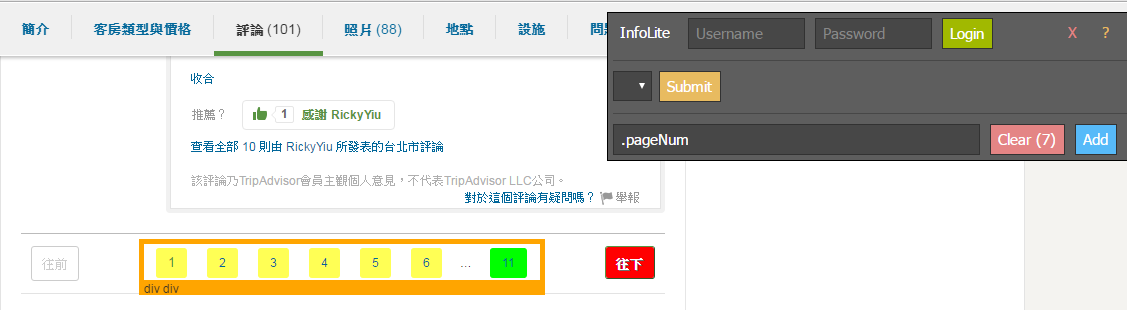 簡介 客房類型與價格 評論 (101) 照片 (88) 地點 設施
InfoLite Username Password Login X ?
Submit
.pageNum Clear (7) Add
收合
推薦? 1 感謝 RickyYiu
查看全部 10 則由 RickyYiu 所發表的台北市評論
該評論乃TripAdvisor會員主觀個人意見,不代表TripAdvisor LLC公司。
對於這個評論有疑問嗎? 舉報
往前 1 2 3 4 5 6 ... 11 往下
div div